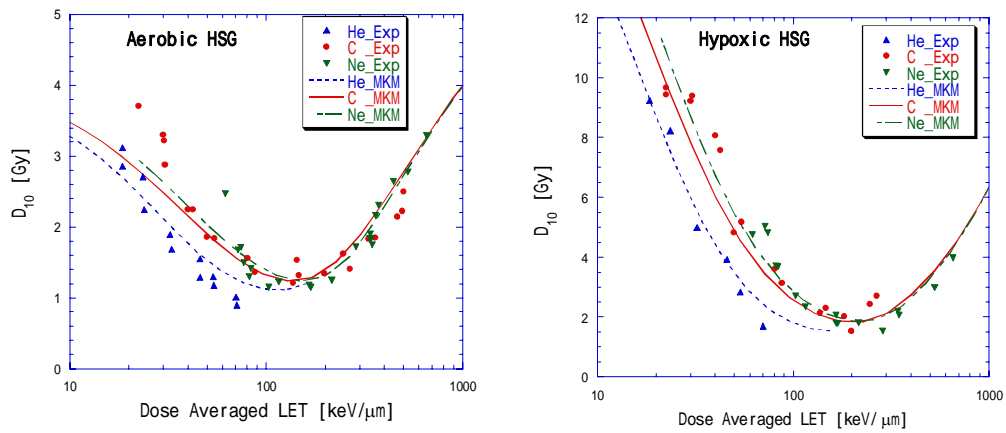 Aerobic HSG
He_Exp
C _Exp
Ne_Exp
He_MKM
C _MKM
Ne_MKM
5
4
3
2
1
0
D10 [Gy]
10
100
1000
Dose Averaged LET [keV/μm]
Hypoxic HSG
He_Exp
C _Exp
Ne_Exp
He_MKM
C _MKM
Ne_MKM
12
10
8
6
4
2
0
D10 [Gy]
10
100
1000
Dose Averaged LET [keV/μm]